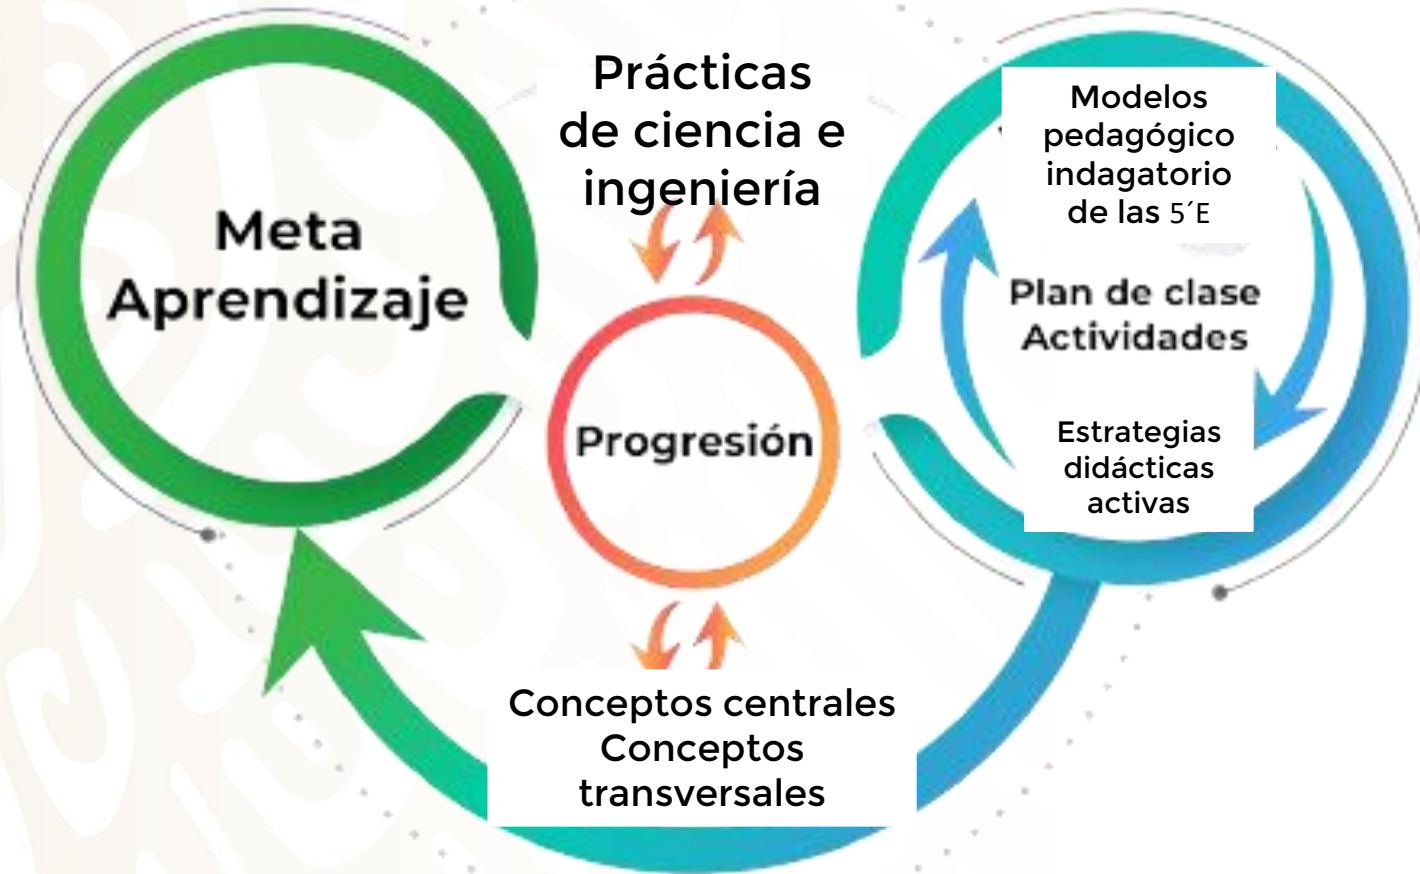 Meta
Aprendizaje
Prácticas
de ciencia e
ingeniería
Progresión
Conceptos centrales
Conceptos
transversales
Modelos
pedagógico
indagatorio
de las 5´E
Plan de clase
Actividades
Estrategias
didácticas
activas